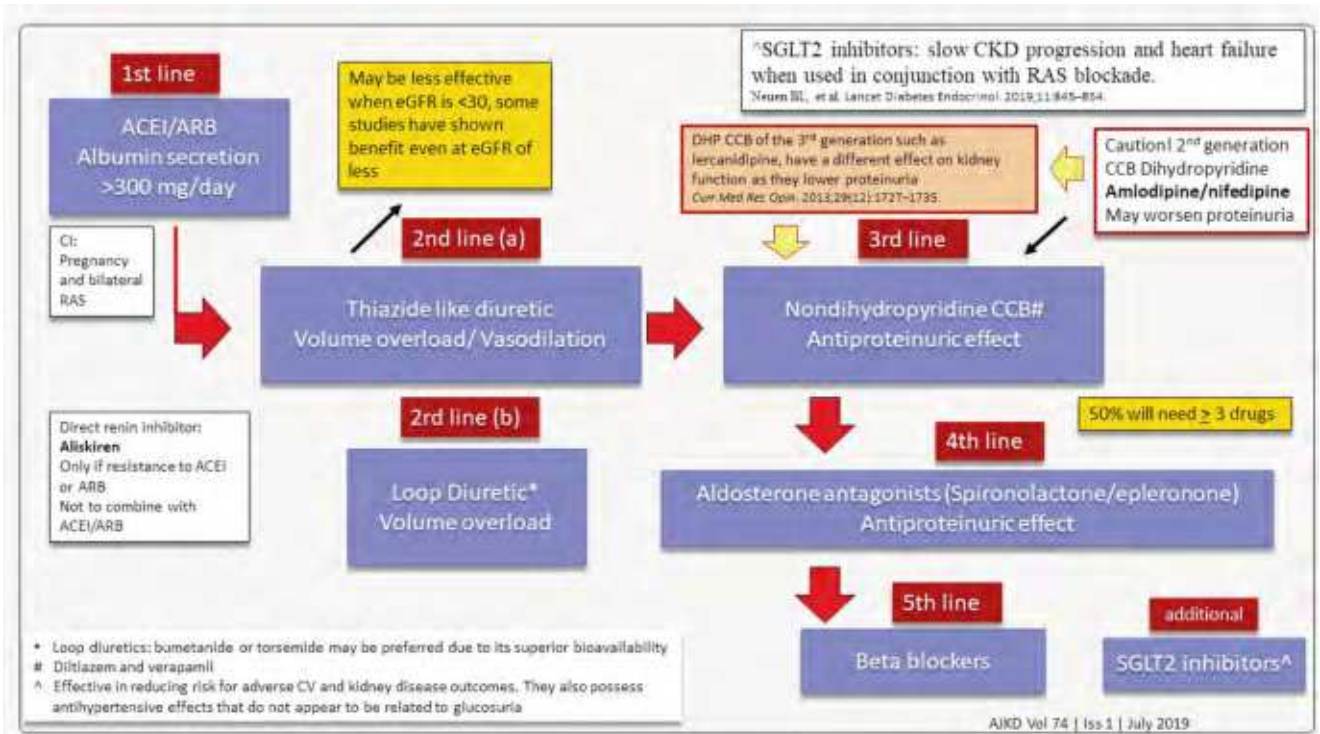 1st line
ACEI/ARB
Albumin secretion
>300 mg/day
CI:
Pregnancy
and bilateral
RAS
May be less effective
when eGFR is <30, some
studies have shown
benefit even at eGFR of
less
2nd line (a)
Thiazide like diuretic
Volume overload/ Vasodilation
2rd line (b)
Loop Diuretic*
Volume overload
Direct renin inhibitor:
Aliskiren
Only if resistance to ACEI
or ARB
Not to combine with
ACEI/ARB
^SGLT2 inhibitors: slow CKD progression and heart failure
when used in conjunction with RAS blockade.
Neuen BL, et al. Lancet Diabetes Endocrinol. 2019;11:845–854.
DHP CCB of the 3rd generation such as
lercanidipine, have a different effect on kidney
function as they lower proteinuria
Curr Med Res Opin. 2013;29(12):1727–1735.
Caution! 2nd generation
CCB Dihydropyridine
Amlodipine/nifedipine
May worsen proteinuria
3rd line
Nondihydropyridine CCB#
Antiproteinuric effect
50% will need ≥ 3 drugs
4th line
Aldosterone antagonists (Spironolactone/epleronone)
Antiproteinuric effect
5th line
Beta blockers
additional
SGLT2 inhibitors^
* Loop diuretics: bumetanide or torsemide may be preferred due to its superior bioavailability
# Diltiazem and verapamil
^ Effective in reducing risk for adverse CV and kidney disease outcomes. They also possess
antihypertensive effects that do not appear to be related to glucosuria
AJKD Vol 74 | Iss 1 | July 2019